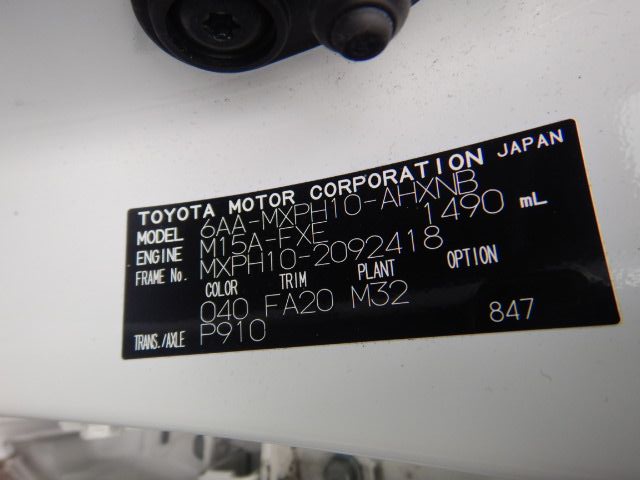 TOYOTA MOTOR CORPORATION JAPAN
MODEL 6AA-MXPH10-AHXNB
ENGINE M15A-FXE 1490 mL
FRAME No. MXPH10-2092418
COLOR TRIM PLANT OPTION
040 FA20 M32
TRANS./AXLE P910 847